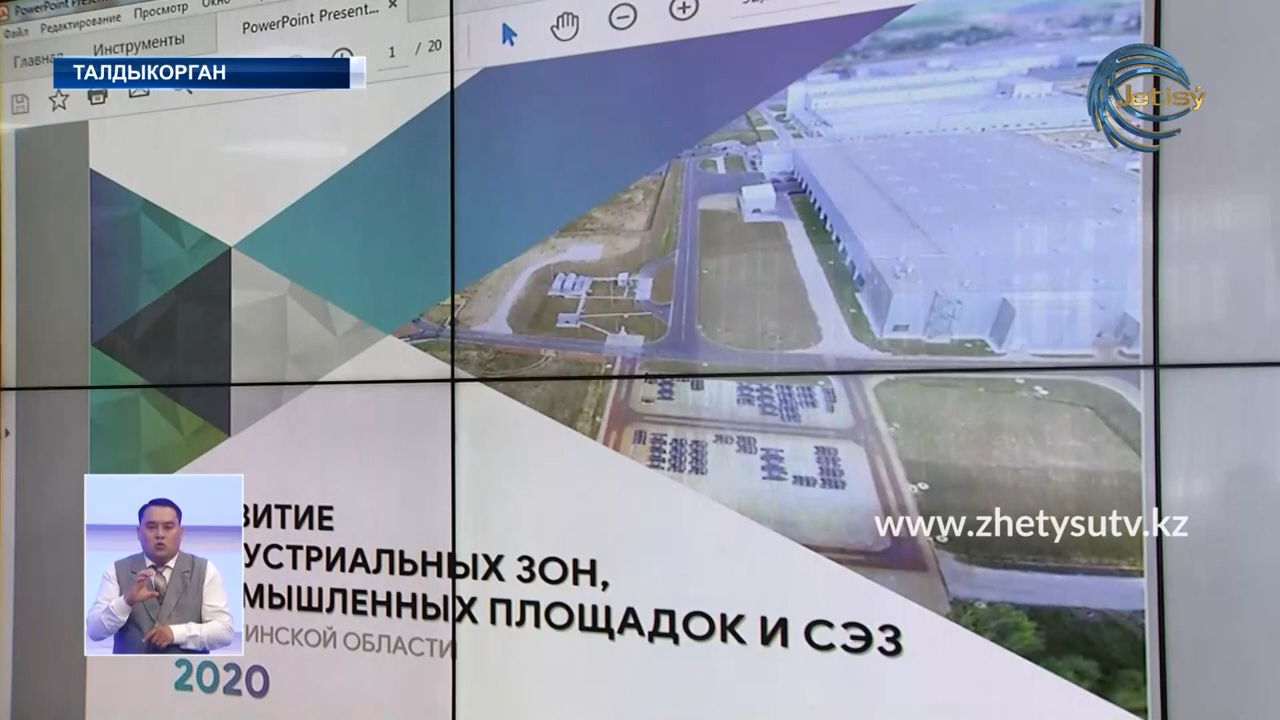 PowerPoint Present...
Файл Редактирование Просмотр Окно
PowerPoint Present... ×
Главная Инструменты
1 / 20
ТАЛДЫКОРГАН
Jetisý
ВИТИЕ
УСТРИАЛЬНЫХ ЗОН,
МЫШЛЕННЫХ ПЛОЩАДОК И СЭЗ
ИНСКОЙ ОБЛАСТИ
2020
www.zhetysutv.kz